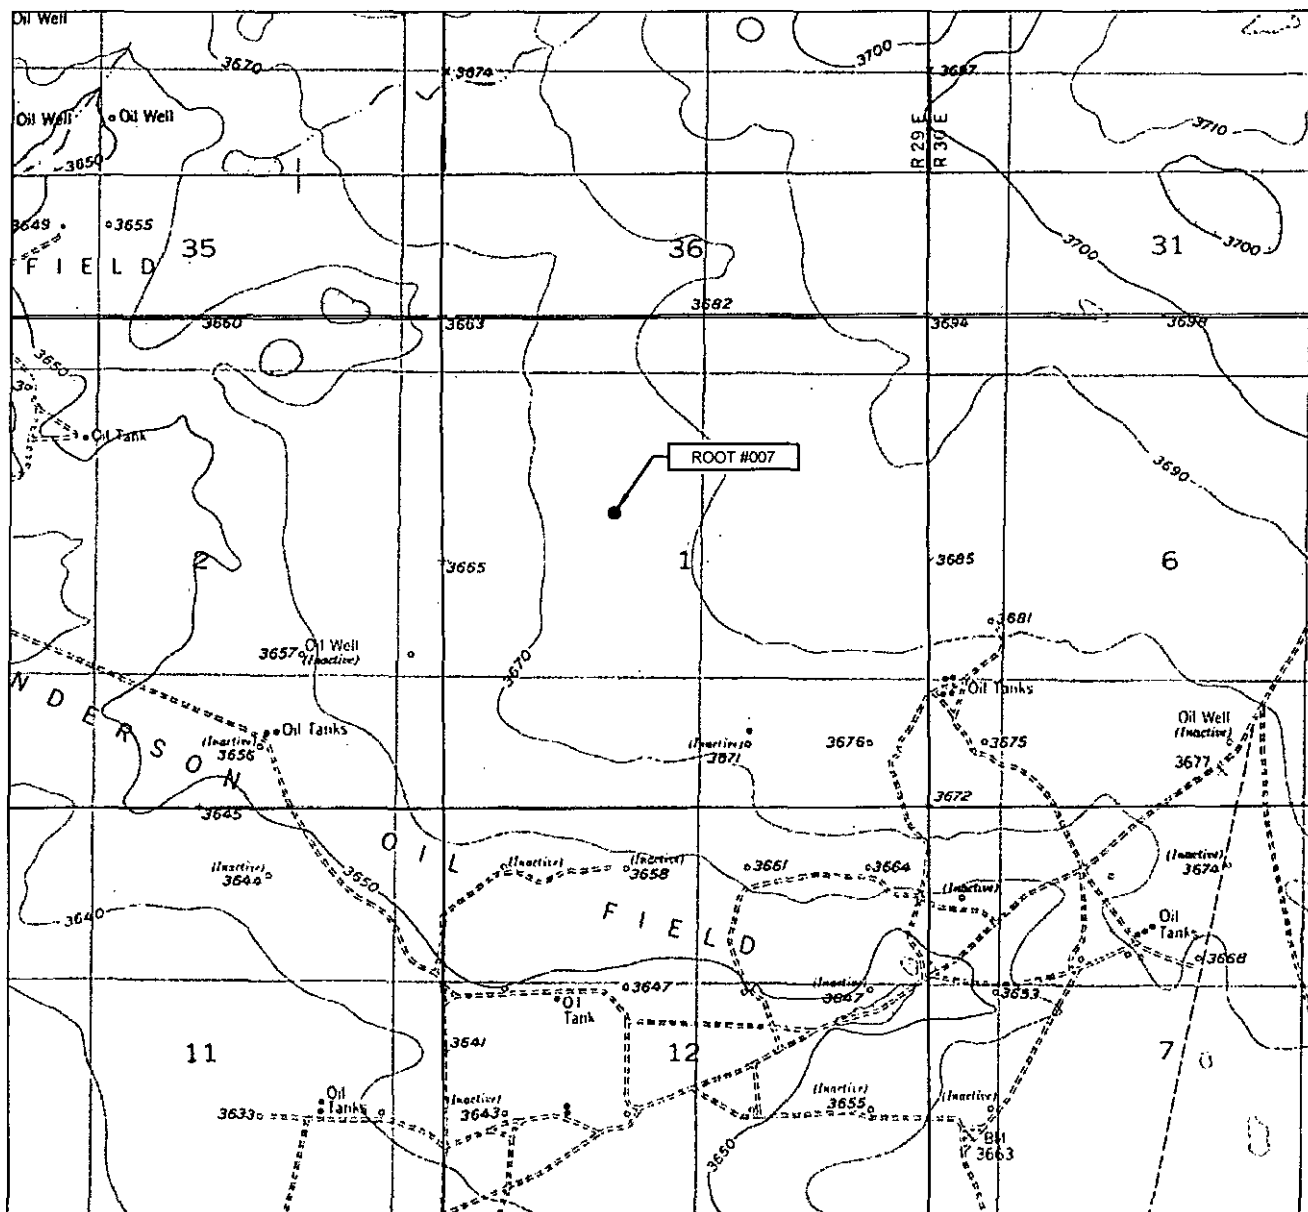 Oil Well
3670
3674
3700
3697
Oil Well
Oil Well
3710
R 29 E
R 30 E
3650
3649
3655
35
36
31
3700
3700
FIELD
3682
3660
3663
3694
3698
3650
Oil Tank
ROOT #007
3690
2
3665
1
3685
6
3681
3657
Oil Well
(Inactive)
3670
Oil Tanks
NDERSON
Oil Tanks
(Inactive)
3656
(Inactive)
3671
3676
3675
Oil Well
(Inactive)
3677
3645
3672
OIL
(Inactive)
3644
3650
(Inactive)
(Inactive)
3658
3661
3664
(Inactive)
(Inactive)
3674
3640
FIELD
Oil
Tanks
3668
3647
(Inactive)
3647
3653
Oil
Tank
11
3641
12
7
Oil
Tanks
3633
(Inactive)
3643
(Inactive)
3655
(Inactive)
3650
BM
3663